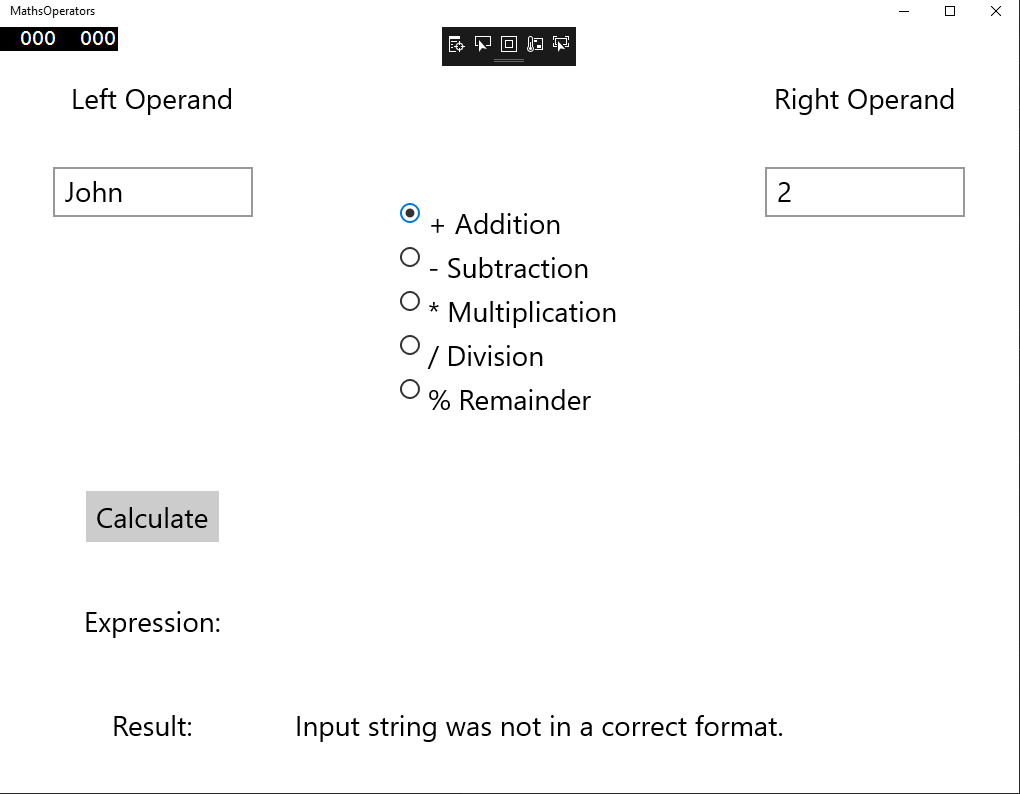 MathsOperators
000 000
Left Operand
Right Operand
John
2
+ Addition
- Subtraction
* Multiplication
/ Division
% Remainder
Calculate
Expression:
Result: Input string was not in a correct format.